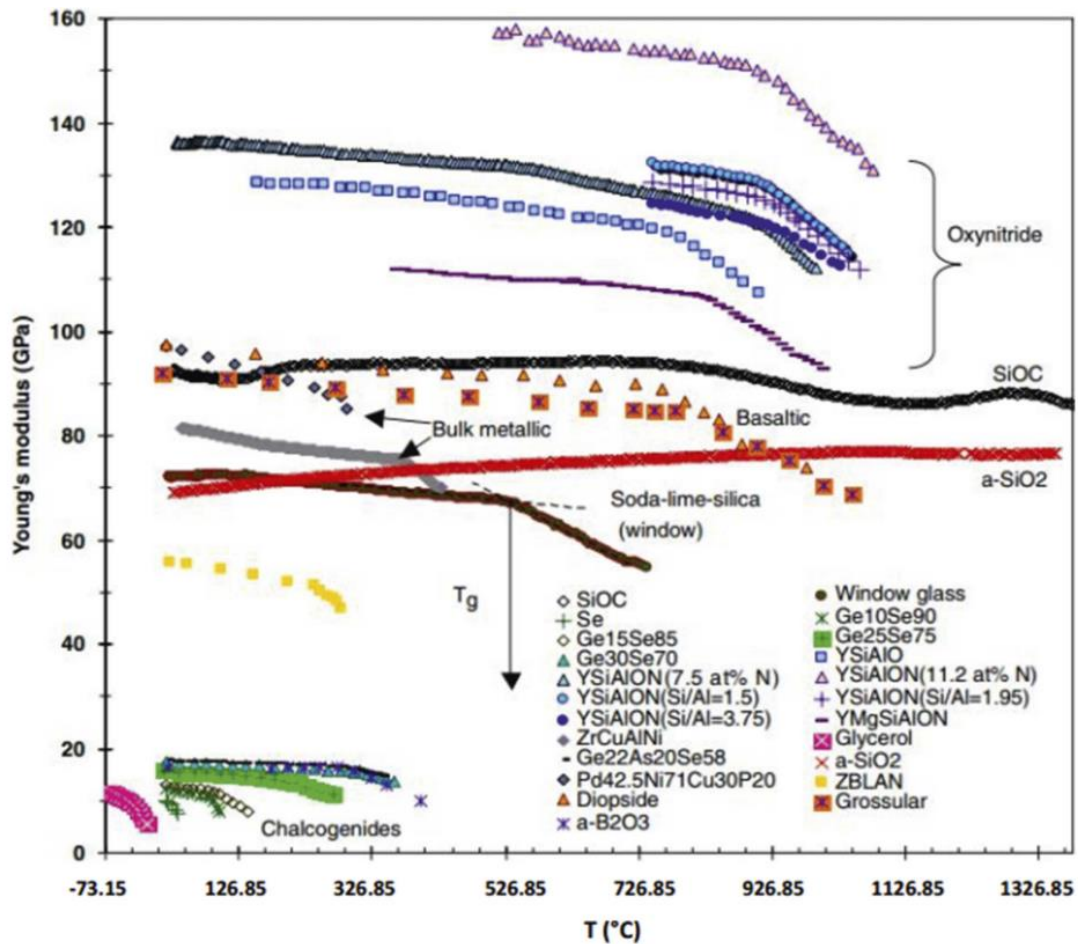 160
140
120
100
80
60
40
20
0
Young's modulus (GPa)
Oxynitride
SiOC
Bulk metallic
Basaltic
a-SiO2
Soda-lime-silica
(window)
Tg
SiOC
Se
Ge15Se85
Ge30Se70
YSiAlON(7.5 at% N)
YSiAlON(Si/Al=1.5)
YSiAlON(Si/Al=3.75)
ZrCuAlNi
Ge22As20Se58
Pd42.5Ni71Cu30P20
Diopside
a-B2O3
Window glass
Ge10Se90
Ge25Se75
YSiAlO
YSiAlON(11.2 at% N)
YSiAlON(Si/Al=1.95)
YMgSiAlON
Glycerol
a-SiO2
ZBLAN
Grossular
Chalcogenides
-73.15 126.85 326.85 526.85 726.85 926.85 1126.85 1326.85
T (°C)